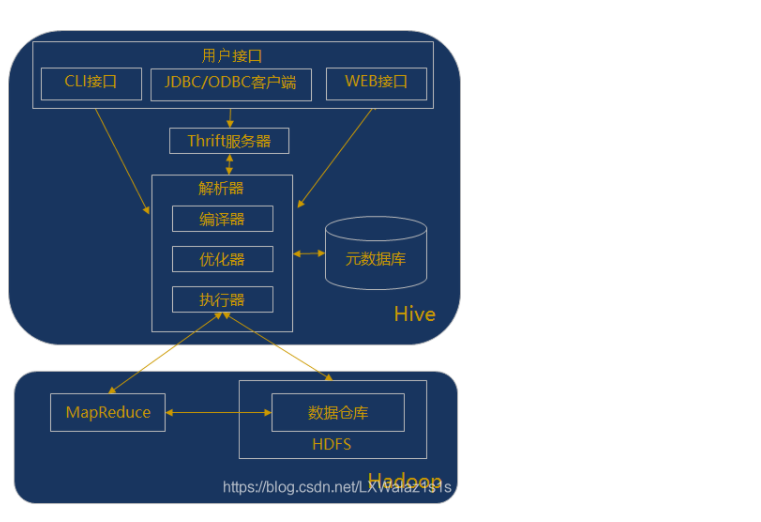 用户接口
CLI接口
JDBC/ODBC客户端
WEB接口
Thrift服务器
解析器
编译器
优化器
执行器
元数据库
Hive
MapReduce
数据仓库
HDFS
Hadoop
https://blog.csdn.net/LXWalaz1s1s